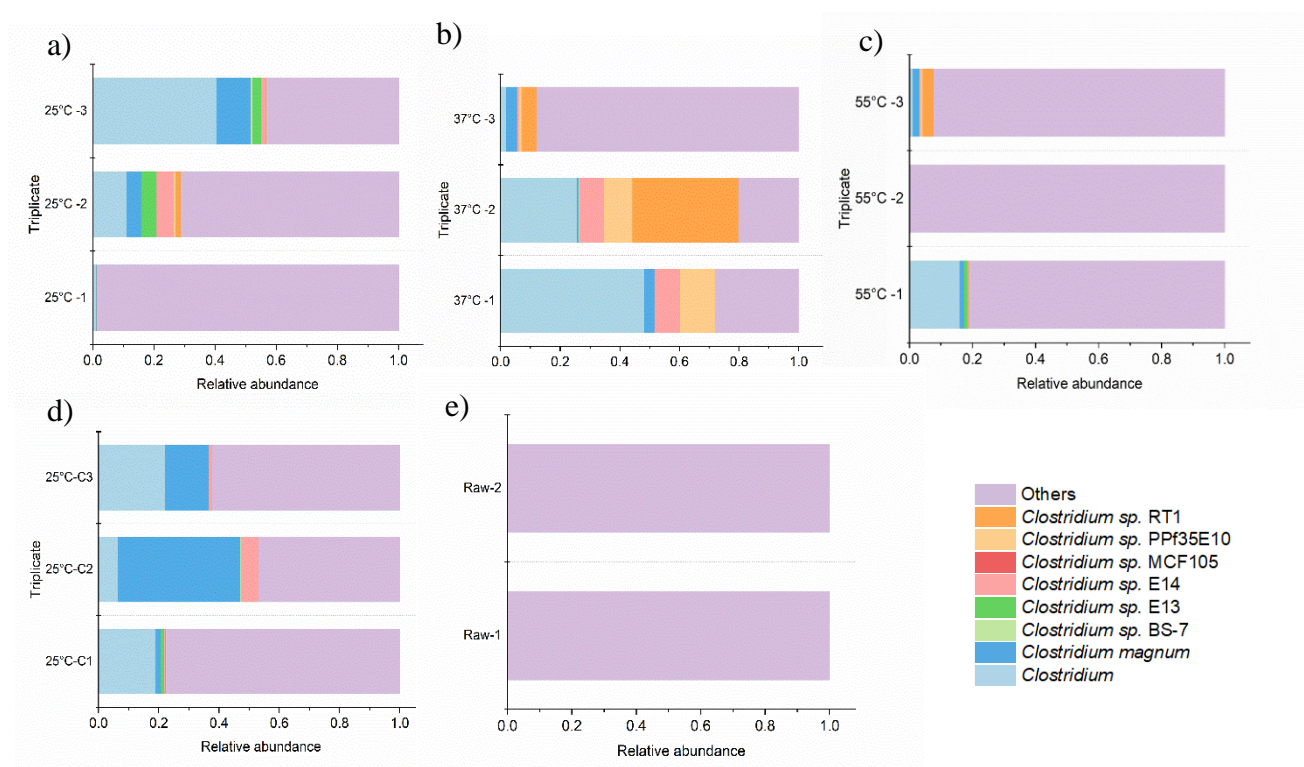 a)
25°C -3
25°C -2
25°C -1
Triplicate
0.0 0.2 0.4 0.6 0.8 1.0
Relative abundance
b)
37°C -3
37°C -2
37°C -1
Triplicate
0.0 0.2 0.4 0.6 0.8 1.0
Relative abundance
c)
55°C -3
55°C -2
55°C -1
Triplicate
0.0 0.2 0.4 0.6 0.8 1.0
Relative abundance
d)
25°C-C3
25°C-C2
25°C-C1
Triplicate
0.0 0.2 0.4 0.6 0.8 1.0
Relative abundance
e)
Raw-2
Raw-1
0.0 0.2 0.4 0.6 0.8 1.0
Relative abundance
Others
Clostridium sp. RT1
Clostridium sp. PPf35E10
Clostridium sp. MCF105
Clostridium sp. E14
Clostridium sp. E13
Clostridium sp. BS-7
Clostridium magnum
Clostridium